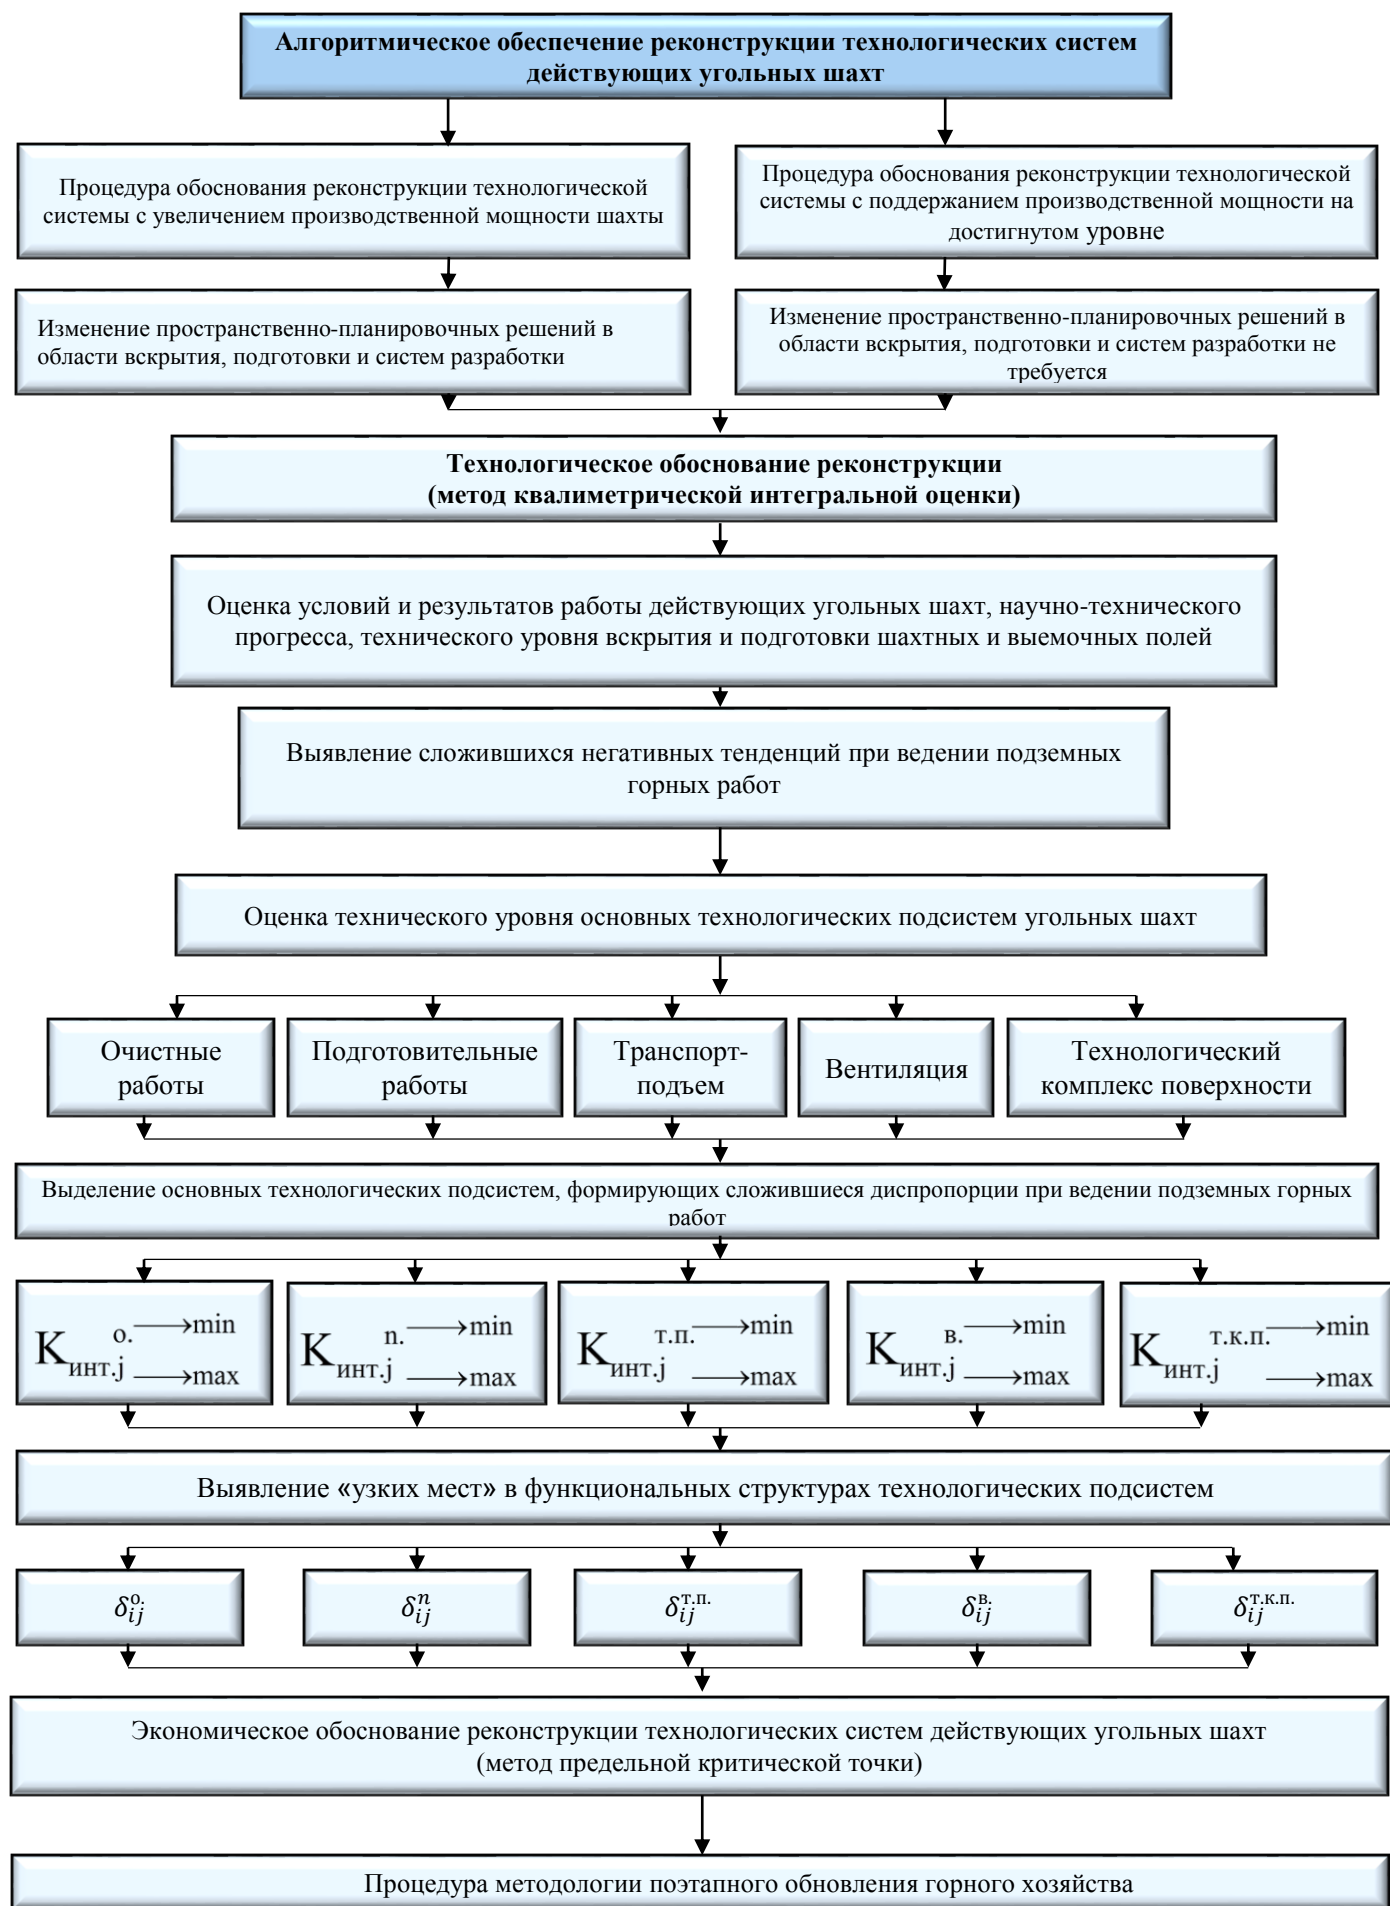 Алгоритмическое обеспечение реконструкции технологических систем
действующих угольных шахт
Процедура обоснования реконструкции технологической
системы с увеличением производственной мощности шахты
Процедура обоснования реконструкции технологической
системы с поддержанием производственной мощности на
достигнутом уровне
Изменение пространственно-планировочных решений в
области вскрытия, подготовки и систем разработки
Изменение пространственно-планировочных решений в
области вскрытия, подготовки и систем разработки не
требуется
Технологическое обоснование реконструкции
(метод квалиметрической интегральной оценки)
Оценка условий и результатов работы действующих угольных шахт, научно-технического
прогресса, технического уровня вскрытия и подготовки шахтных и выемочных полей
Выявление сложившихся негативных тенденций при ведении подземных
горных работ
Оценка технического уровня основных технологических подсистем угольных шахт
Очистные
работы
Подготовительные
работы
Транспорт-
подъем
Вентиляция
Технологический
комплекс поверхности
Выделение основных технологических подсистем, формирующих сложившиеся диспропорции при ведении подземных горных
работ
K инт.j о. ⟶min ⟶max
K инт.j п. ⟶min ⟶max
K инт.j т.п. ⟶min ⟶max
K инт.j в. ⟶min ⟶max
K инт.j т.к.п. ⟶min ⟶max
Выявление «узких мест» в функциональных структурах технологических подсистем
δ_ij^о.
δ_ij^п
δ_ij^т.п.
δ_ij^в.
δ_ij^т.к.п.
Экономическое обоснование реконструкции технологических систем действующих угольных шахт
(метод предельной критической точки)
Процедура методологии поэтапного обновления горного хозяйства